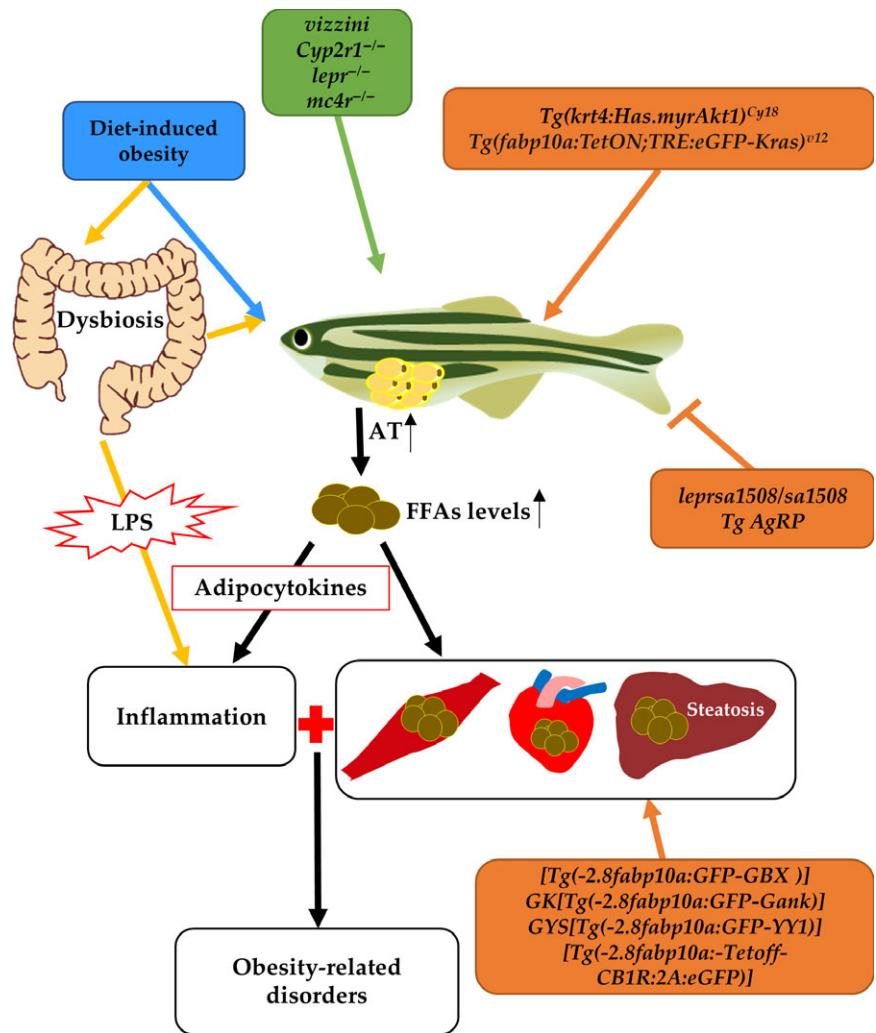 vizzini
Cyp2r1⁻/⁻
lepr⁻/⁻
mc4r⁻/⁻
Diet-induced
obesity
Tg(krt4:Has.myrAkt1)ᶜʸ¹⁸
Tg(fabp10a:TetON;TRE:eGFP-Kras)ᵛ¹²
Dysbiosis
AT
leprsa1508/sa1508
Tg AgRP
LPS
FFAs levels
Adipocytokines
Inflammation
Steatosis
[Tg(-2.8fabp10a:GFP-GBX )]
GK[Tg(-2.8fabp10a:GFP-Gank)]
GYS[Tg(-2.8fabp10a:GFP-YY1)]
[Tg(-2.8fabp10a:-Tetoff-
CB1R:2A:eGFP)]
Obesity-related
disorders